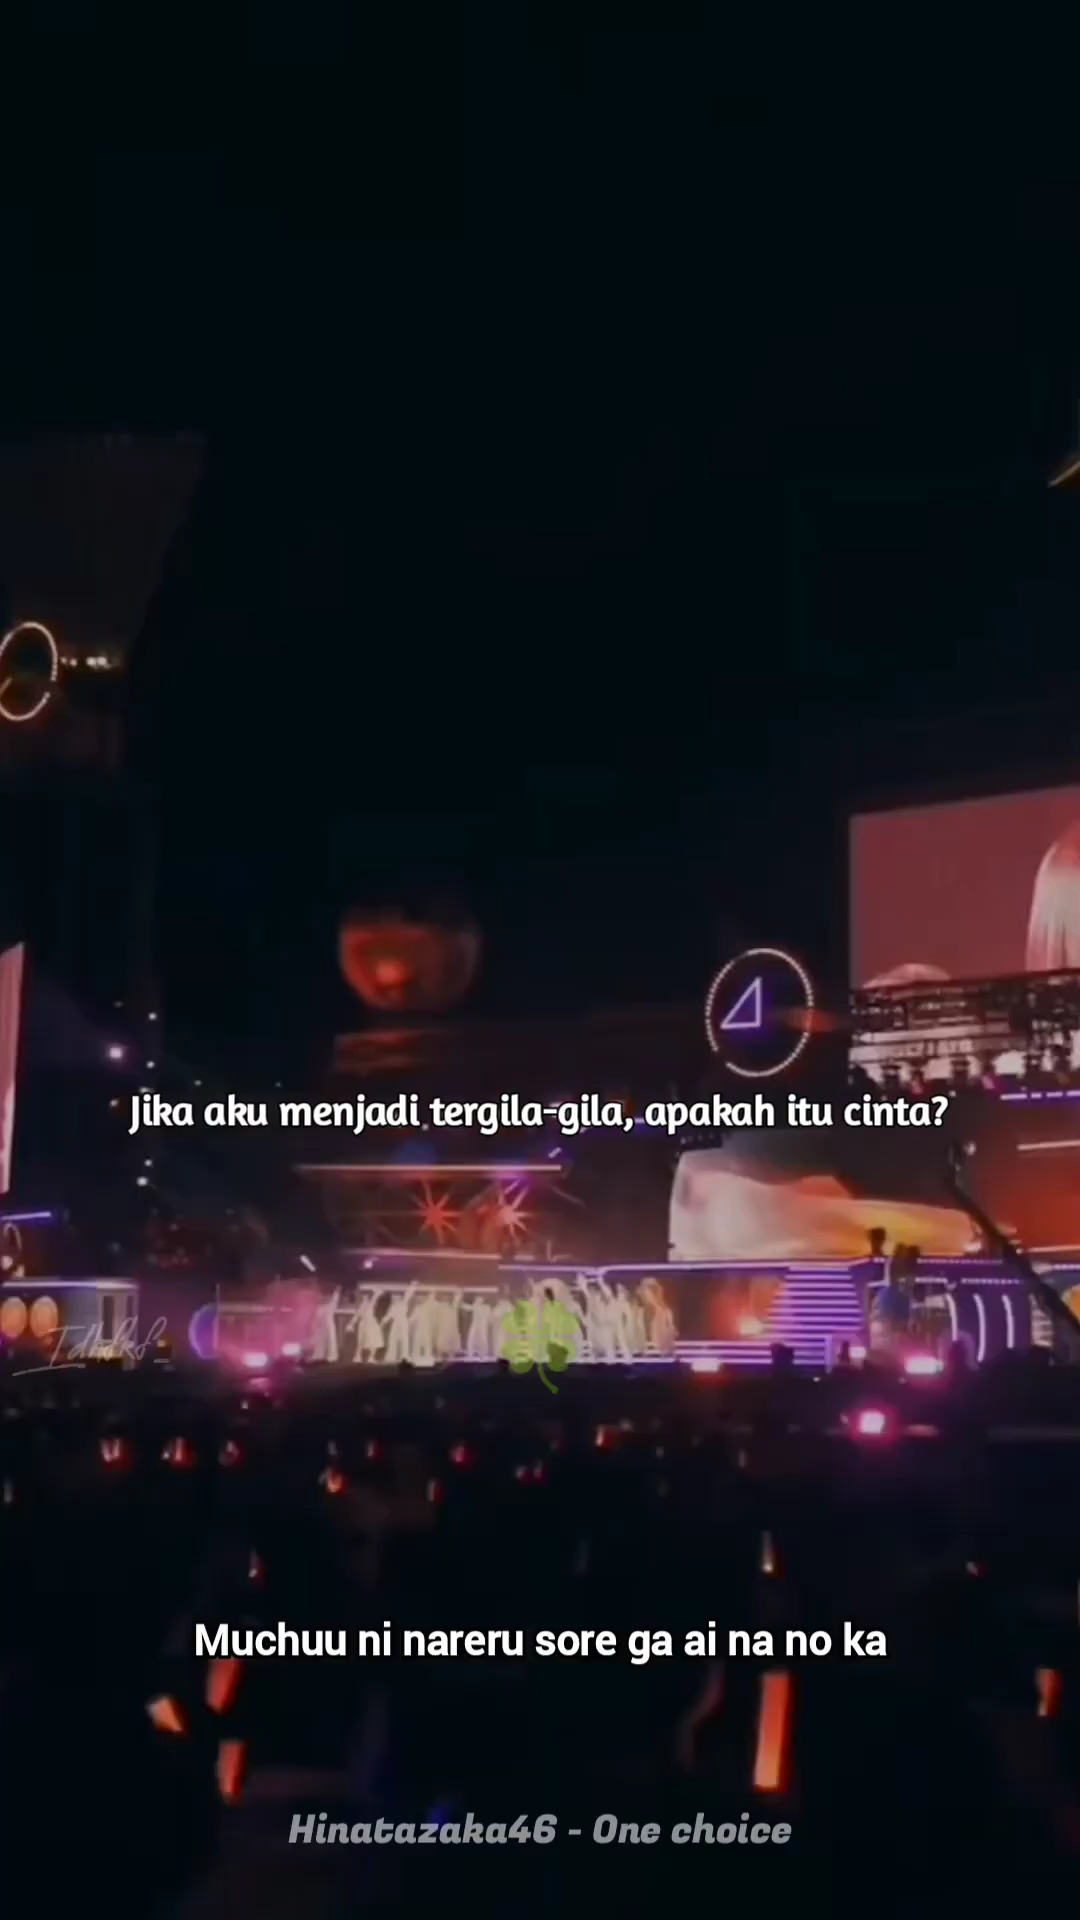 Jika aku menjadi tergila-gila, apakah itu cinta?
Muchuu ni nareru sore ga ai na no ka
Hinatazaka46 - One choice